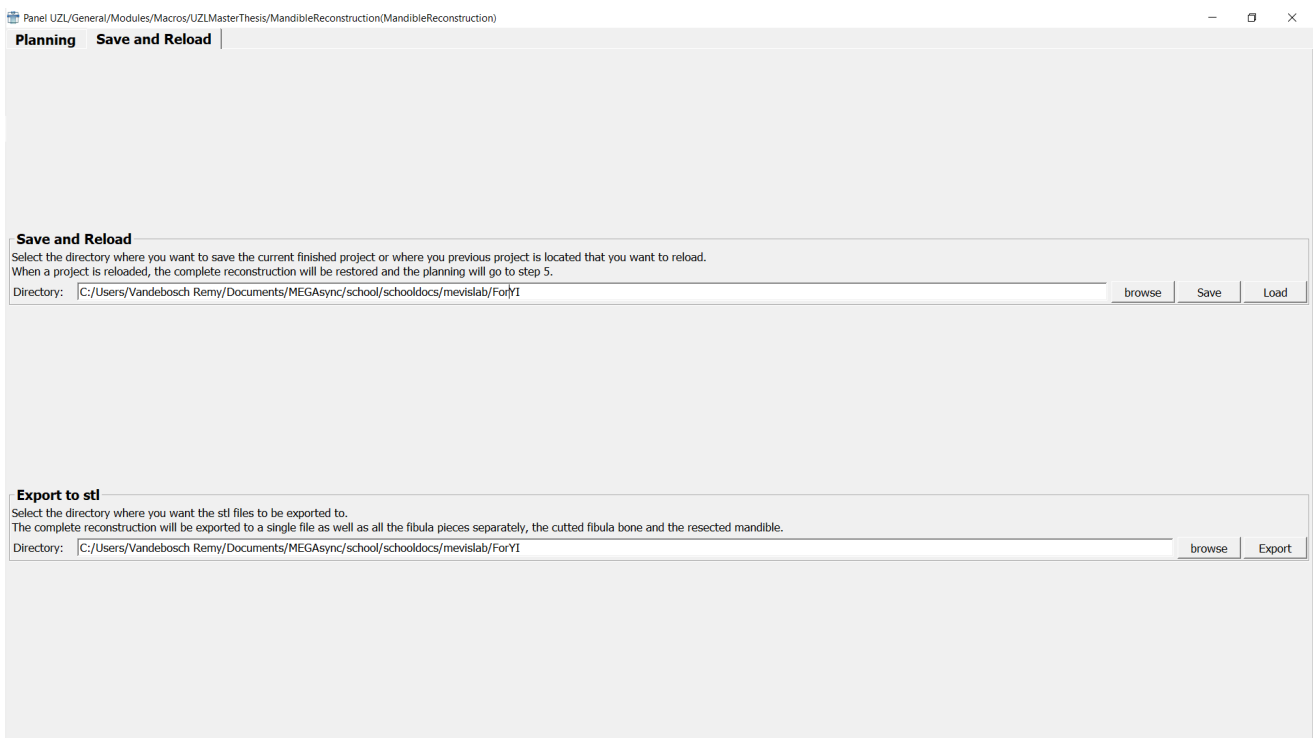 Panel UZL/General/Modules/Macros/UZLMasterThesis/MandibleReconstruction(MandibleReconstruction)
Planning Save and Reload
Save and Reload
Select the directory where you want to save the current finished project or where you previous project is located that you want to reload.
When a project is reloaded, the complete reconstruction will be restored and the planning will go to step 5.
Directory: C:/Users/Vandebosch Remy/Documents/MEGAsync/school/schooldocs/mevislab/ForYI browse Save Load
Export to stl
Select the directory where you want the stl files to be exported to.
The complete reconstruction will be exported to a single file as well as all the fibula pieces separately, the cutted fibula bone and the resected mandible.
Directory: C:/Users/Vandebosch Remy/Documents/MEGAsync/school/schooldocs/mevislab/ForYI browse Export